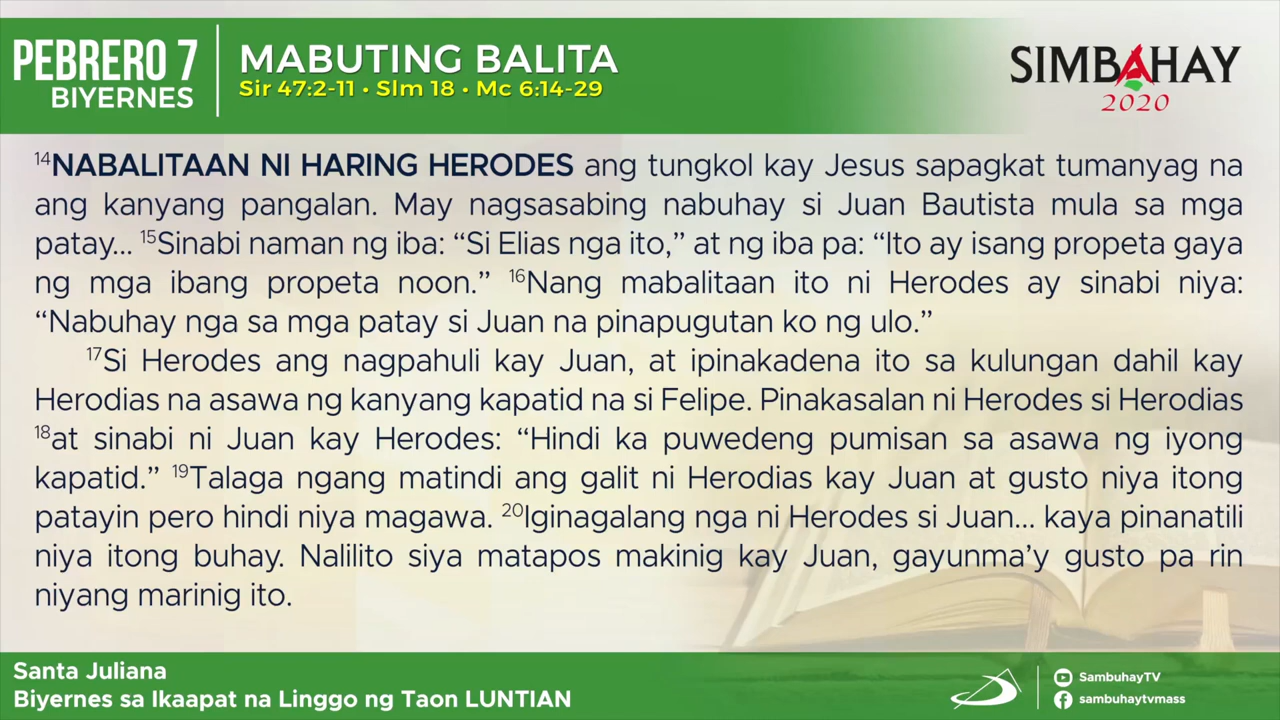 PEBRERO 7
BIYERNES
MABUTING BALITA
Sir 47:2-11 • Slm 18 • Mc 6:14-29
SIMBAHAY
2020
14NABALITAAN NI HARING HERODES ang tungkol kay Jesus sapagkat tumanyag na
ang kanyang pangalan. May nagsasabing nabuhay si Juan Bautista mula sa mga
patay... 15Sinabi naman ng iba: “Si Elias nga ito,” at ng iba pa: “Ito ay isang propeta gaya
ng mga ibang propeta noon.” 16Nang mabalitaan ito ni Herodes ay sinabi niya:
“Nabuhay nga sa mga patay si Juan na pinapugutan ko ng ulo.”
17Si Herodes ang nagpahuli kay Juan, at ipinakadena ito sa kulungan dahil kay
Herodias na asawa ng kanyang kapatid na si Felipe. Pinakasalan ni Herodes si Herodias
18at sinabi ni Juan kay Herodes: “Hindi ka puwedeng pumisan sa asawa ng iyong
kapatid.” 19Talaga ngang matindi ang galit ni Herodias kay Juan at gusto niya itong
patayin pero hindi niya magawa. 20Iginagalang nga ni Herodes si Juan... kaya pinanatili
niya itong buhay. Nalilito siya matapos makinig kay Juan, gayunma’y gusto pa rin
niyang marinig ito.
Santa Juliana
Biyernes sa Ikaapat na Linggo ng Taon LUNTIAN
SambuhayTV
sambuhaytvmass